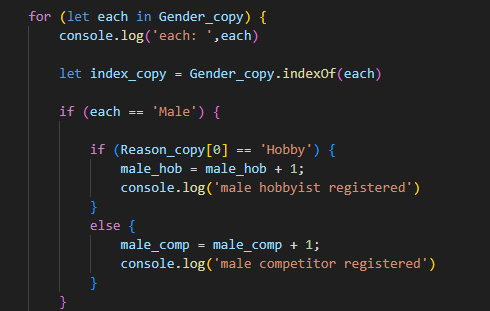 for (let each in Gender_copy) {
console.log('each: ',each)
let index_copy = Gender_copy.indexOf(each)
if (each == 'Male') {
if (Reason_copy[0] == 'Hobby') {
male_hob = male_hob + 1;
console.log('male hobbyist registered')
}
else {
male_comp = male_comp + 1;
console.log('male competitor registered')
}
}